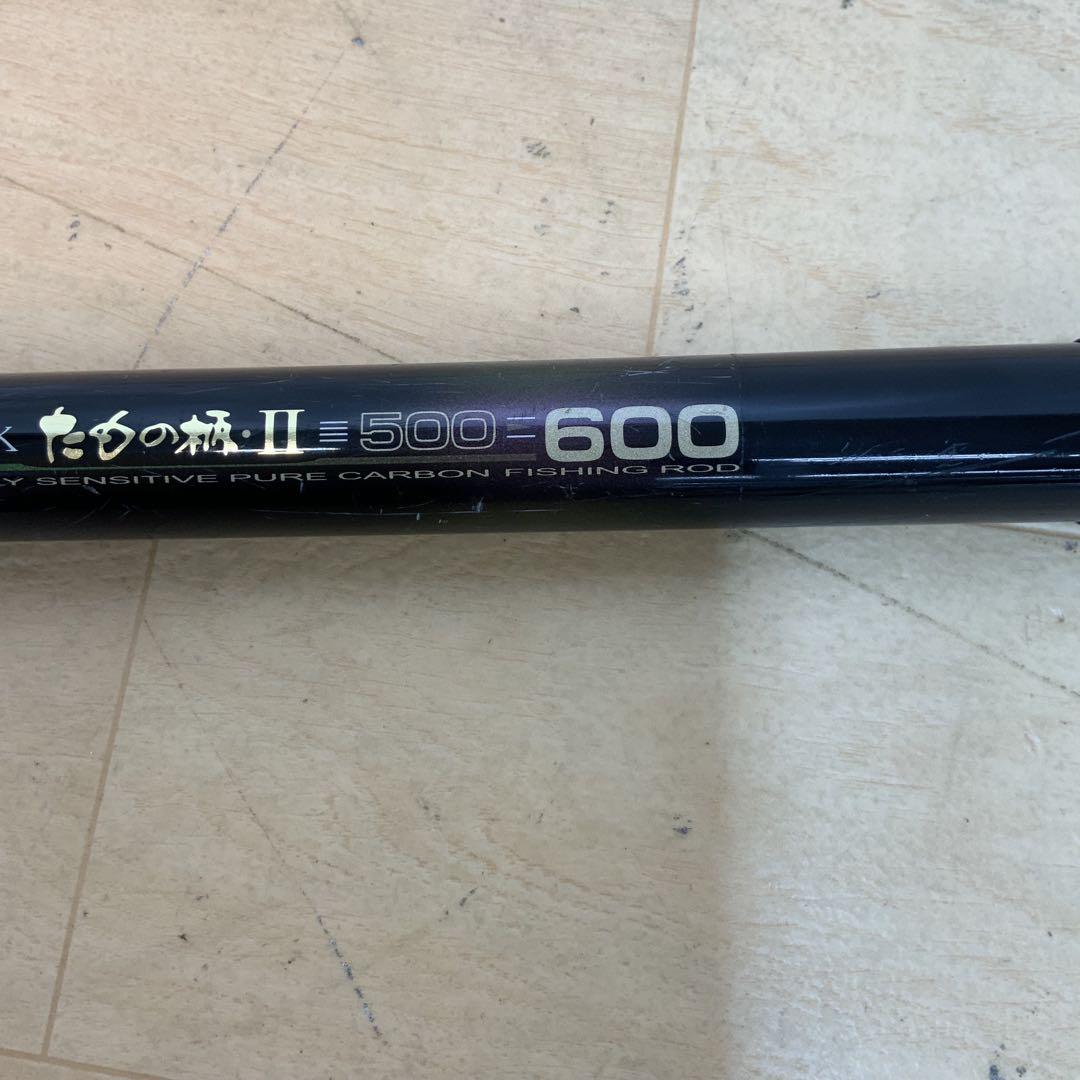 たもの柄・II 500 600
SENSITIVE PURE CARBON FISHING ROD